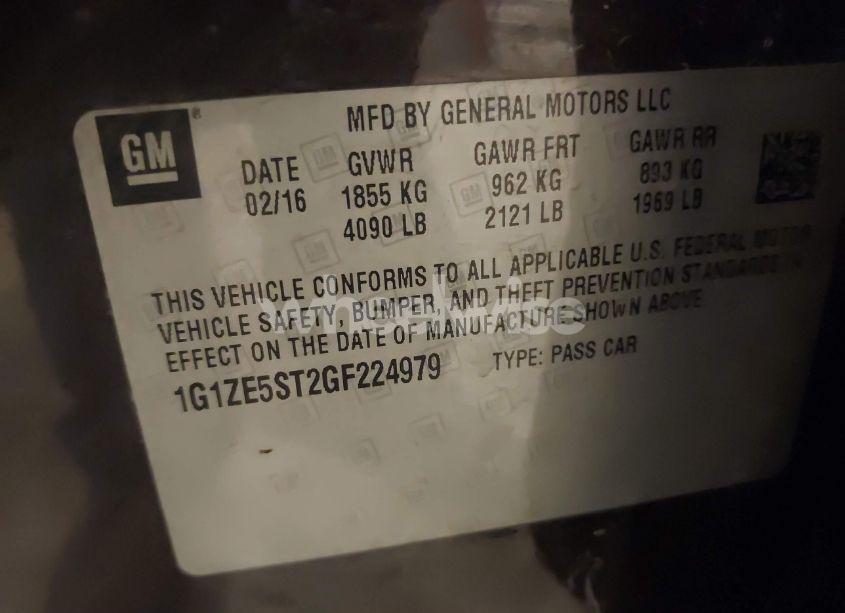 GM ®
MFD BY GENERAL MOTORS LLC
DATE GVWR GAWR FRT GAWR RR
02/16 1855 KG 962 KG 893 KG
4090 LB 2121 LB 1969 LB
THIS VEHICLE CONFORMS TO ALL APPLICABLE U.S. FEDERAL MOTOR
VEHICLE SAFETY, BUMPER, AND THEFT PREVENTION STANDARDS IN
EFFECT ON THE DATE OF MANUFACTURE SHOWN ABOVE
1G1ZE5ST2GF224979 TYPE: PASS CAR